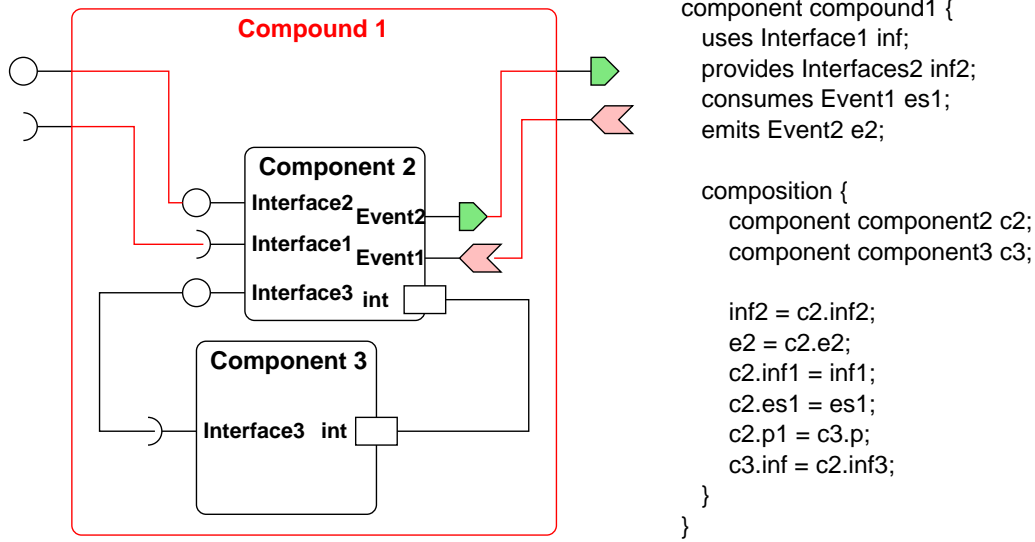 Compound 1
Component 2
Interface2
Event2
Interface1
Event1
Interface3
int
Component 3
Interface3
int
component compound1 {
uses Interface1 inf;
provides Interfaces2 inf2;
consumes Event1 es1;
emits Event2 e2;
composition {
component component2 c2;
component component3 c3;
inf2 = c2.inf2;
e2 = c2.e2;
c2.inf1 = inf1;
c2.es1 = es1;
c2.p1 = c3.p;
c3.inf = c2.inf3;
}
}